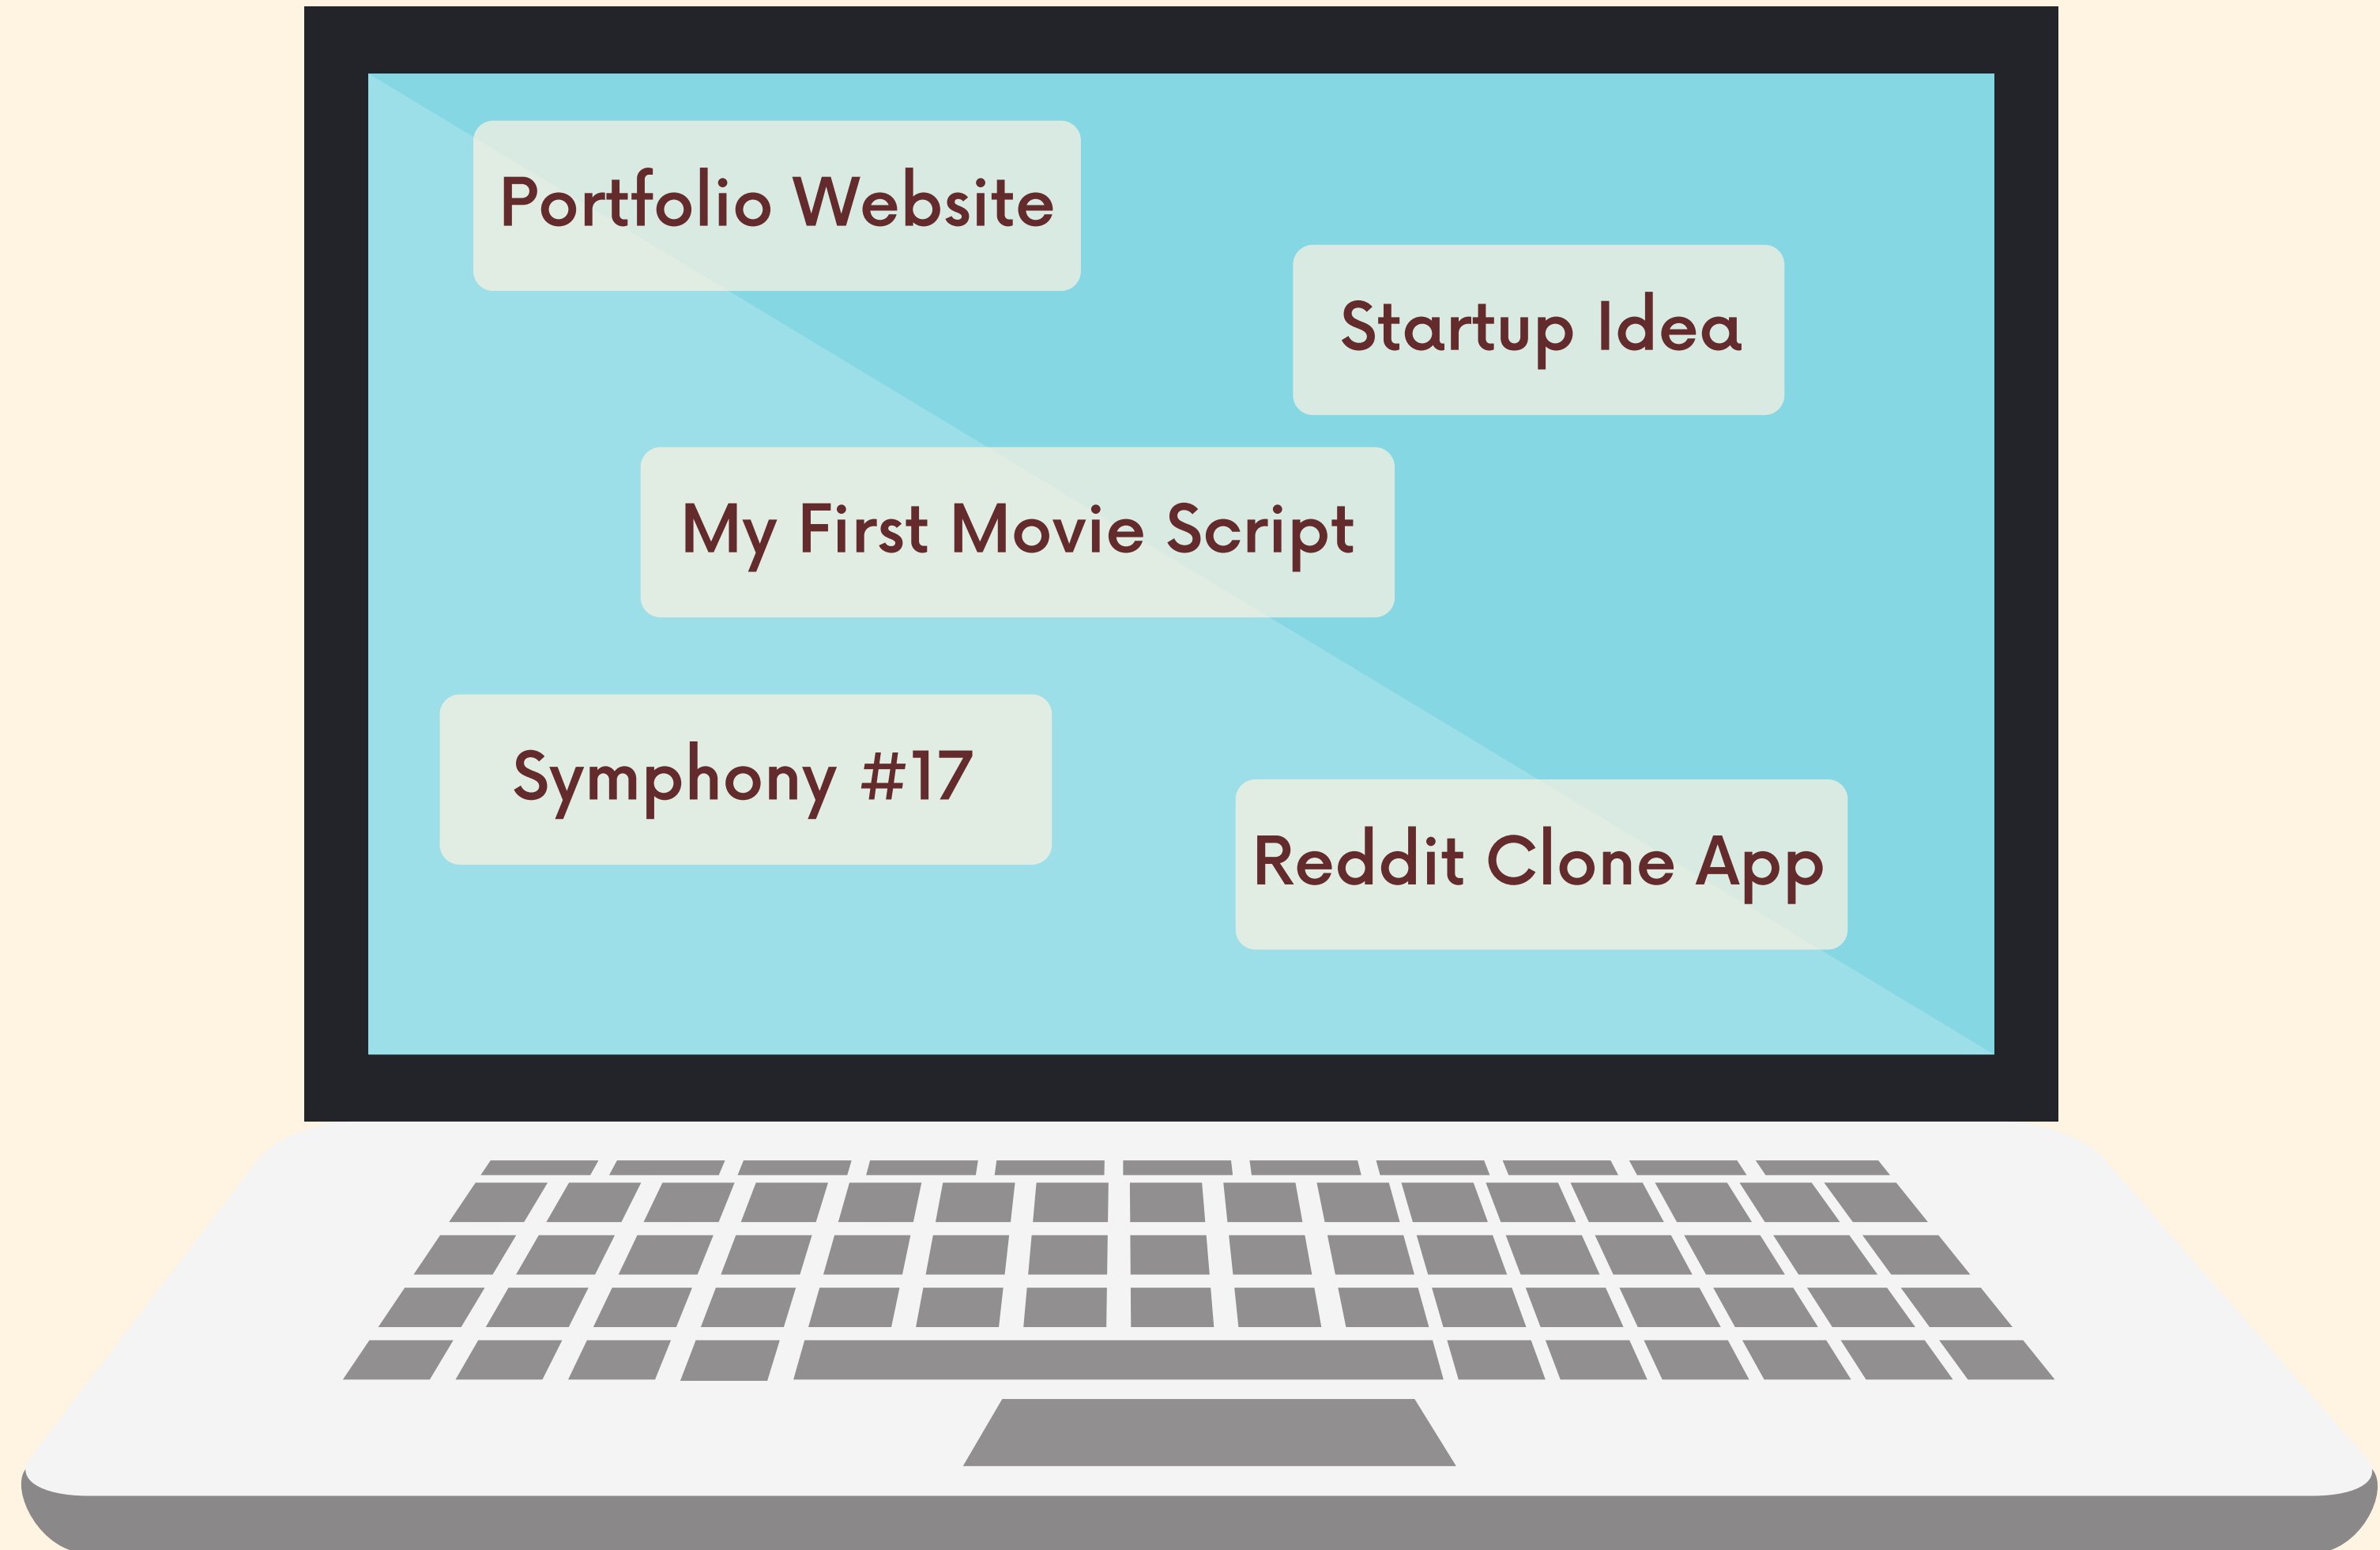 Portfolio Website
Startup Idea
My First Movie Script
Symphony #17
Reddit Clone App